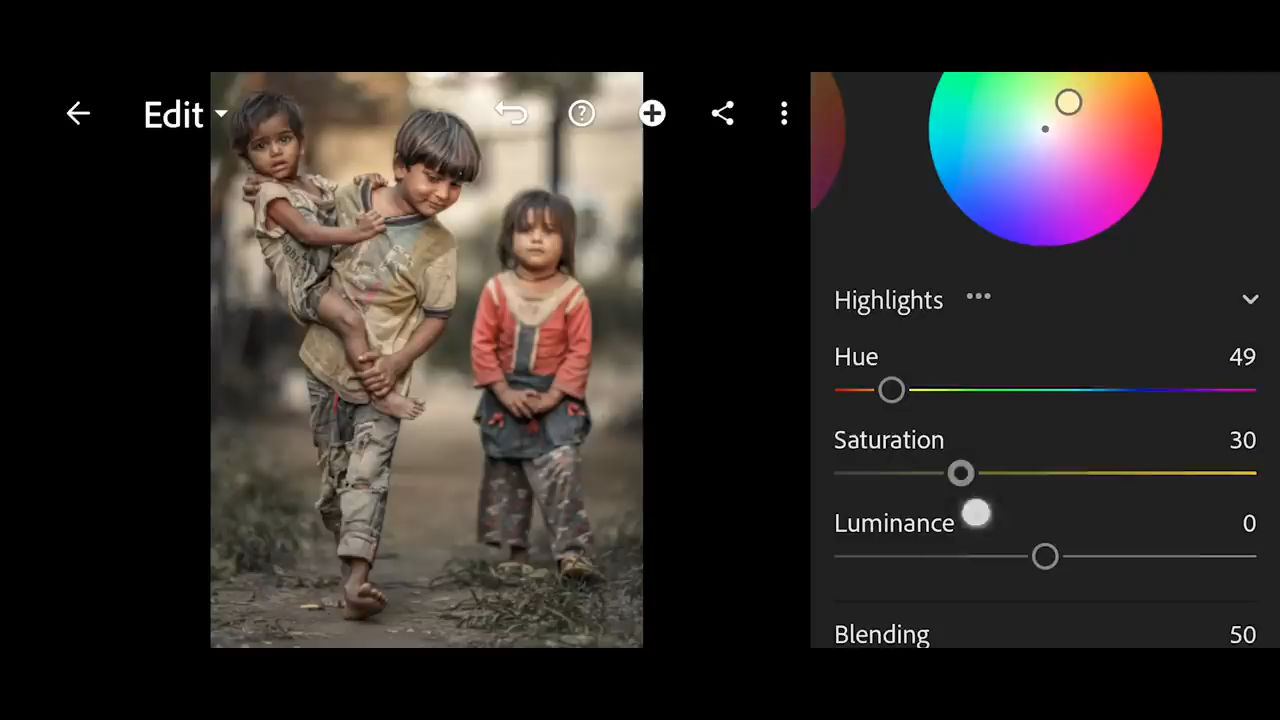 Edit
Highlights
Hue 49
Saturation 30
Luminance 0
Blending 50